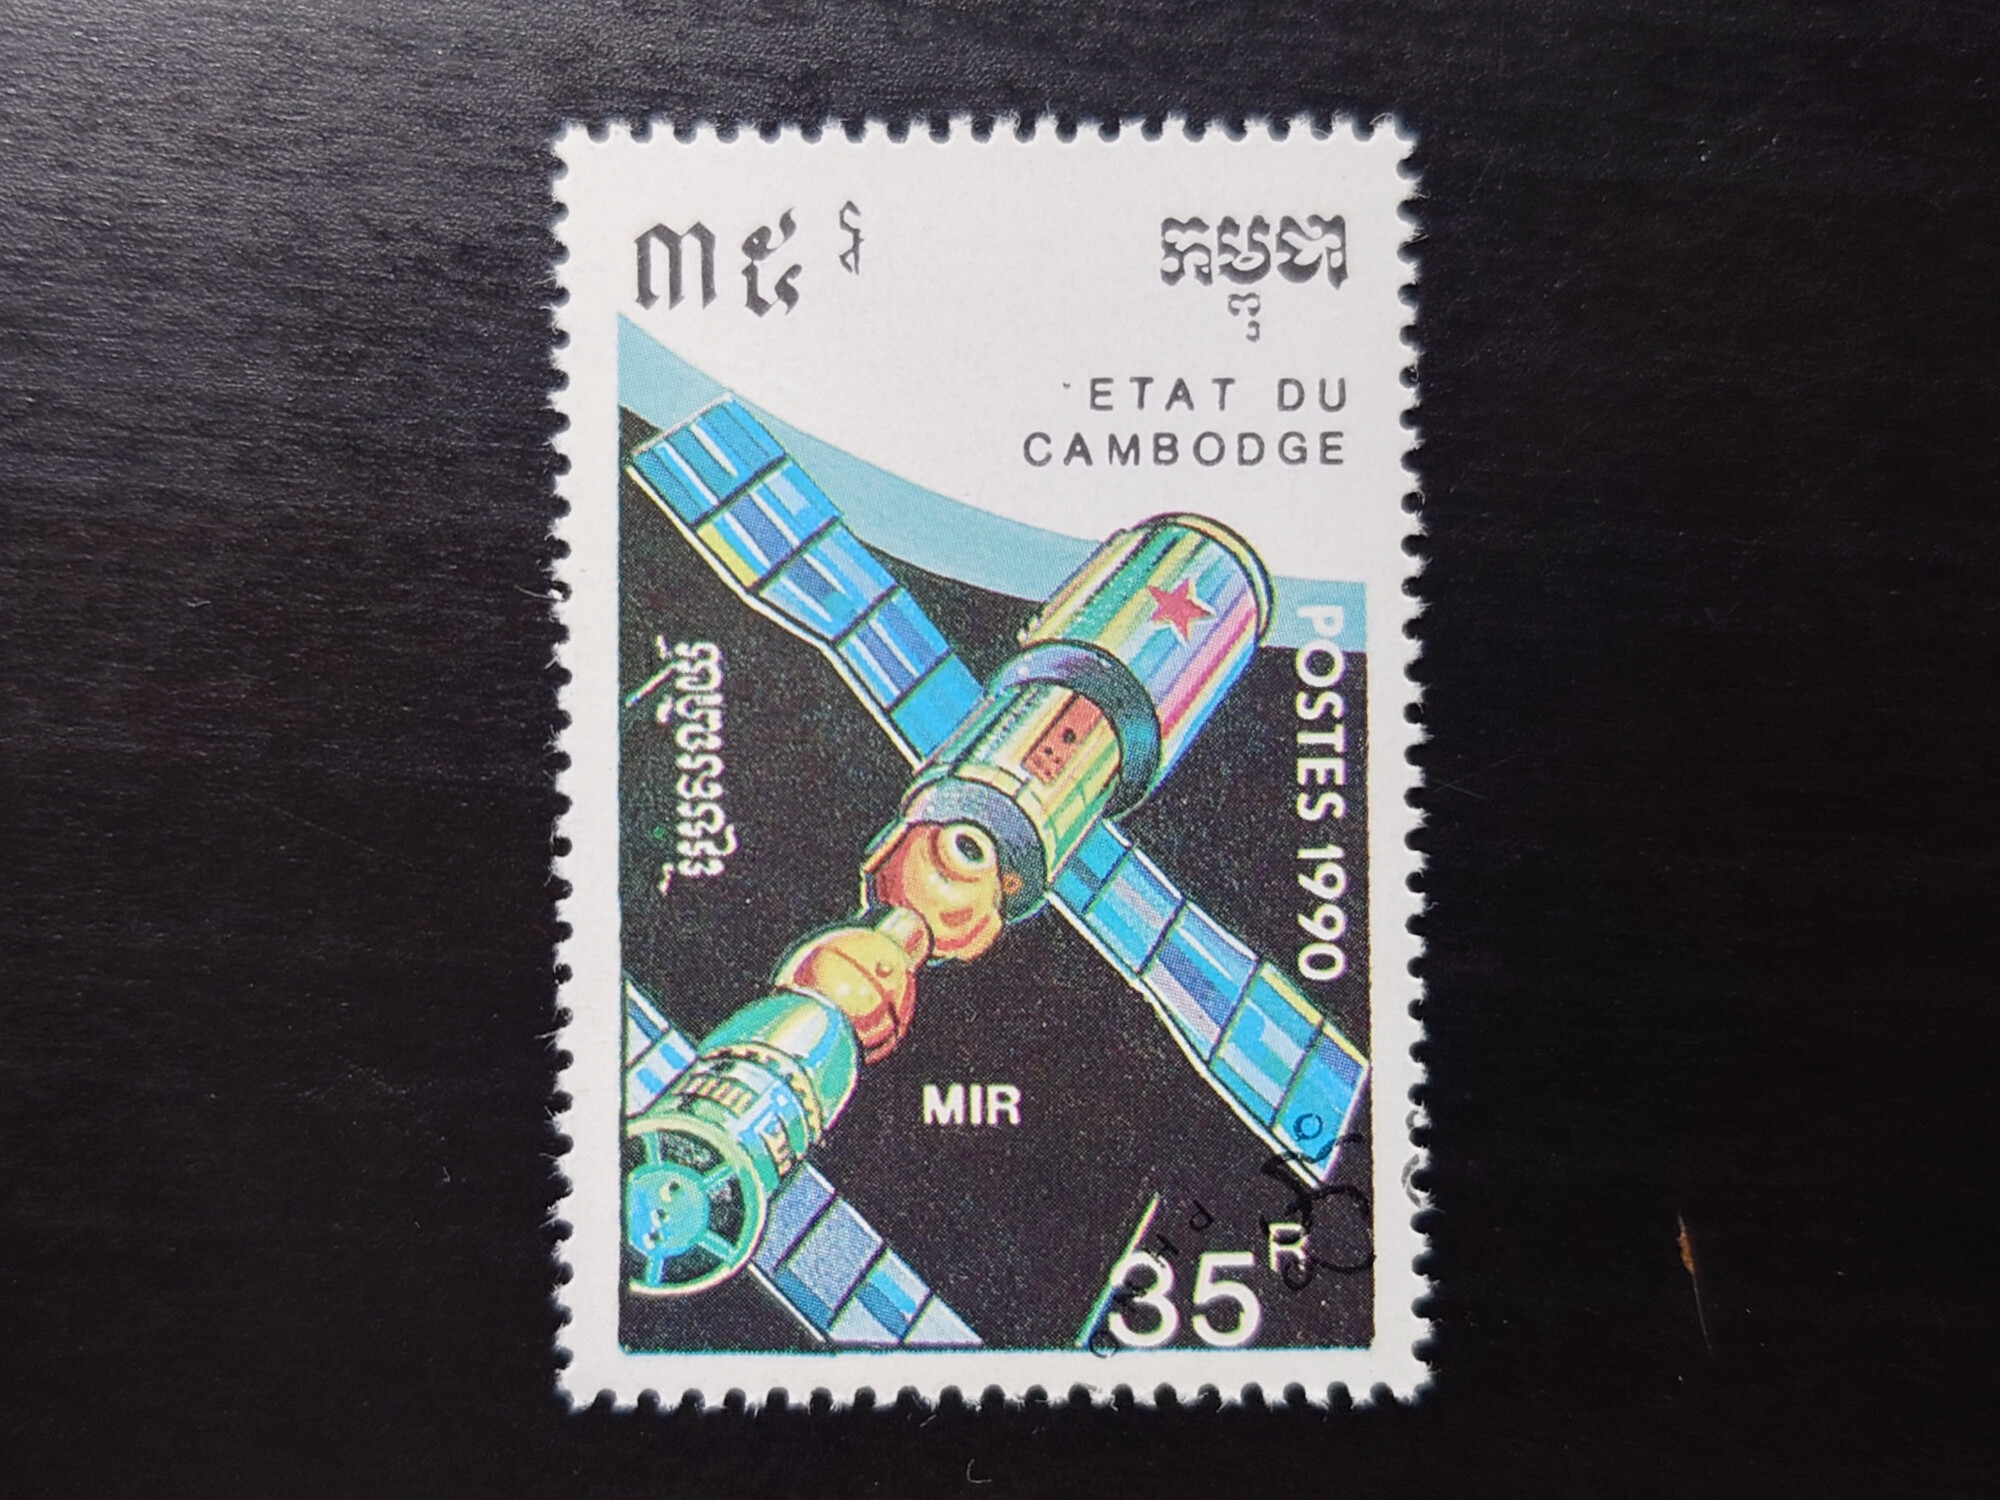 ៣៥ ៛
កម្ពុជា
ETAT DU
CAMBODGE
POSTES 1990
MIR
35R